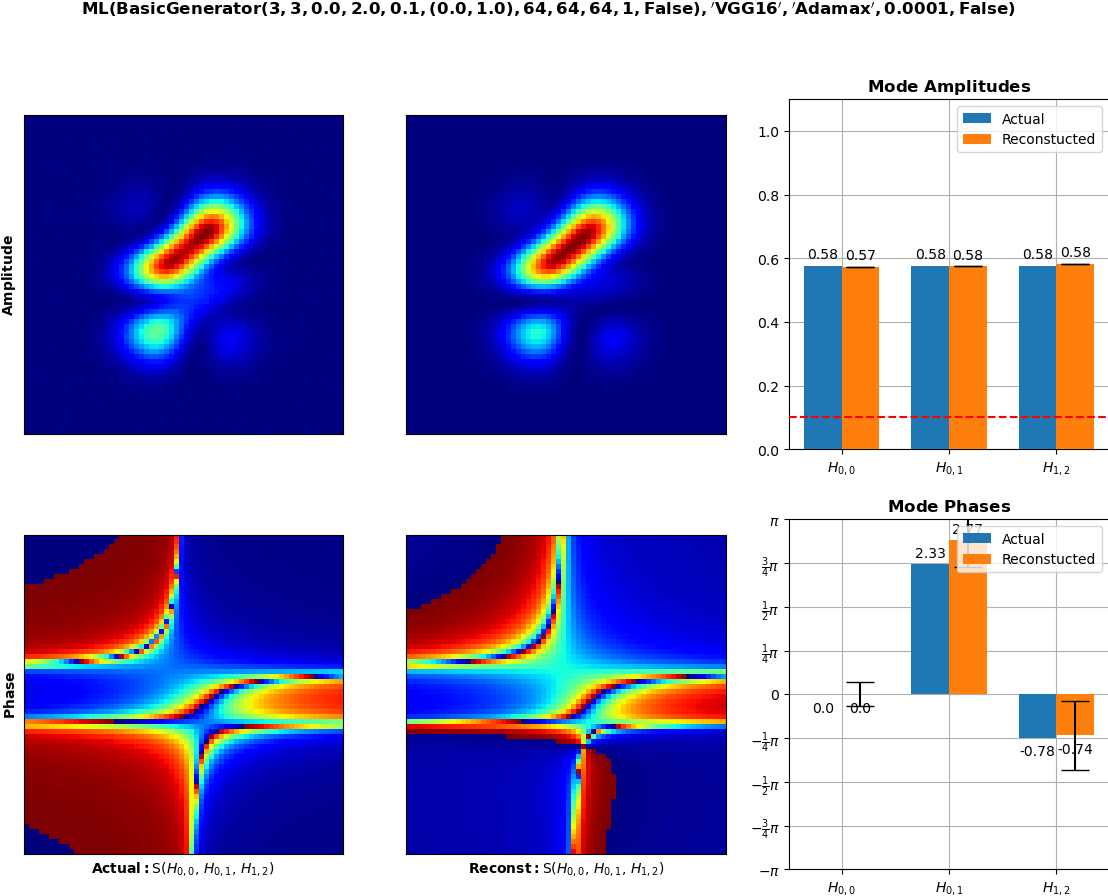 ML(BasicGenerator(3, 3, 0.0, 2.0, 0.1, (0.0, 1.0), 64, 64, 64, 1, False), 'VGG16', 'Adamax', 0.0001, False)
Amplitude
Mode Amplitudes
Actual
Reconstucted
1.0
0.8
0.6
0.4
0.2
0.0
0.58 0.57 0.58 0.58 0.58 0.58
H0,0 H0,1 H1,2
Phase
Actual: S(H0,0, H0,1, H1,2)
Reconst: S(H0,0, H0,1, H1,2)
Mode Phases
Actual
Reconstucted
π
3/4π
1/2π
1/4π
0
−1/4π
−1/2π
−3/4π
−π
0.0 0.0 2.33 2.77 -0.78 -0.74
H0,0 H0,1 H1,2